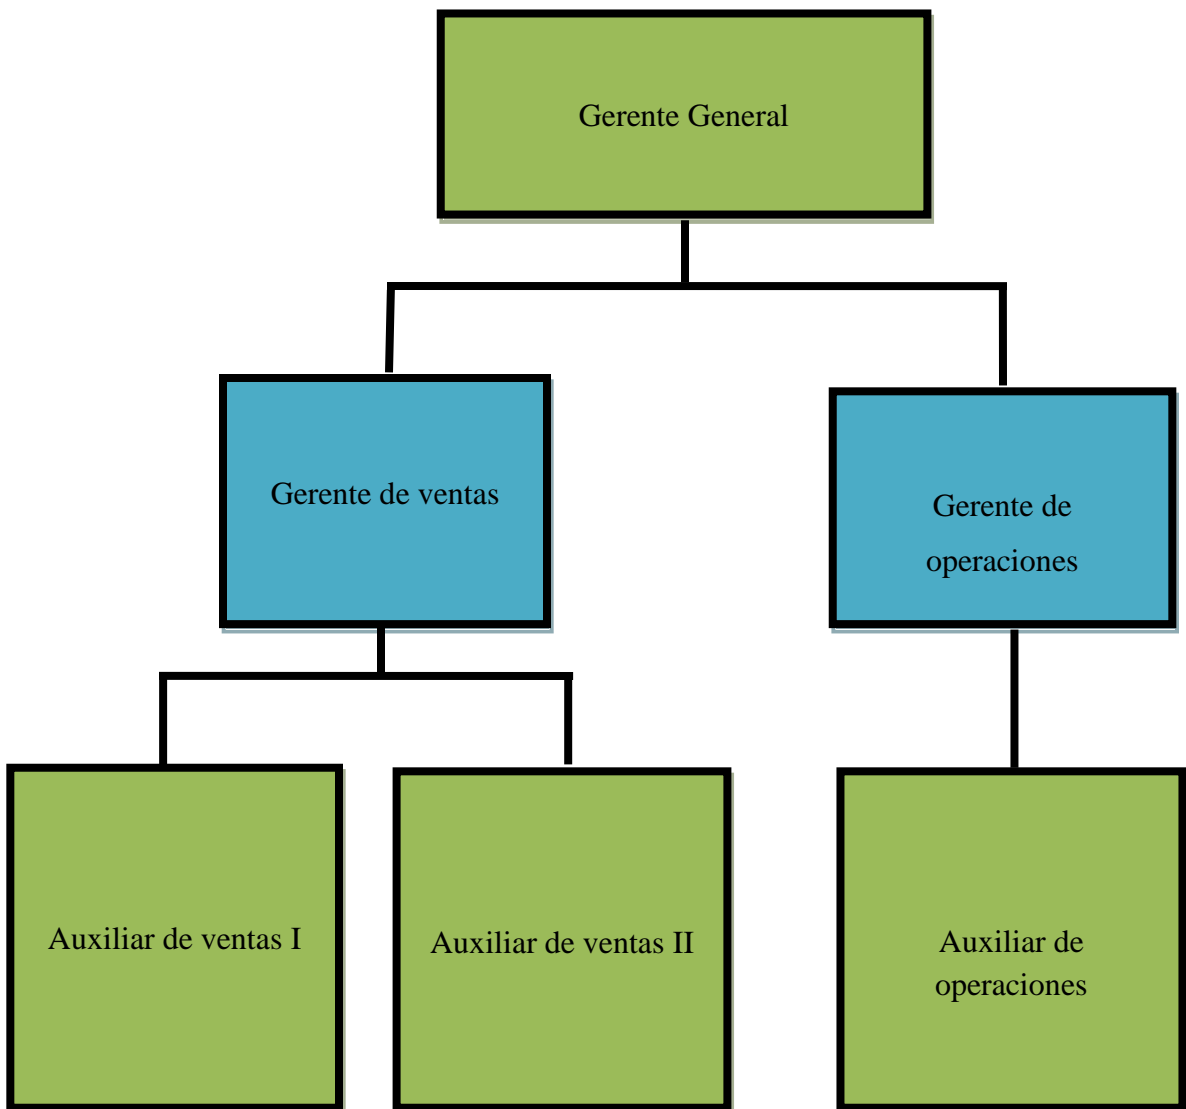 Gerente General
Gerente de ventas
Gerente de
operaciones
Auxiliar de ventas I
Auxiliar de ventas II
Auxiliar de
operaciones